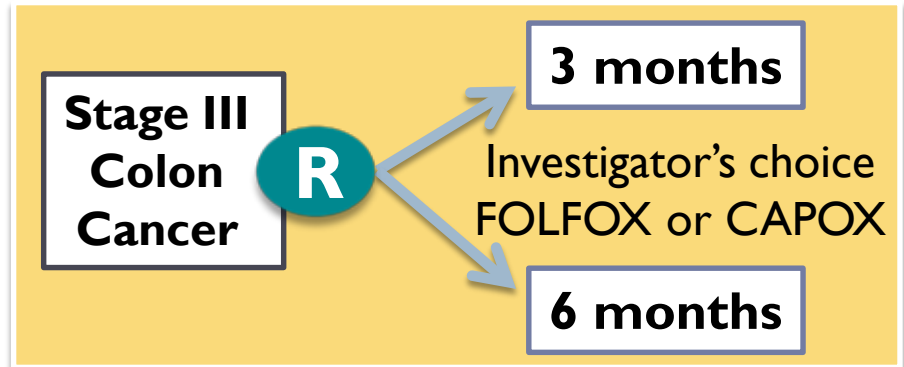 Stage III
Colon
Cancer
R
3 months
Investigator’s choice
FOLFOX or CAPOX
6 months